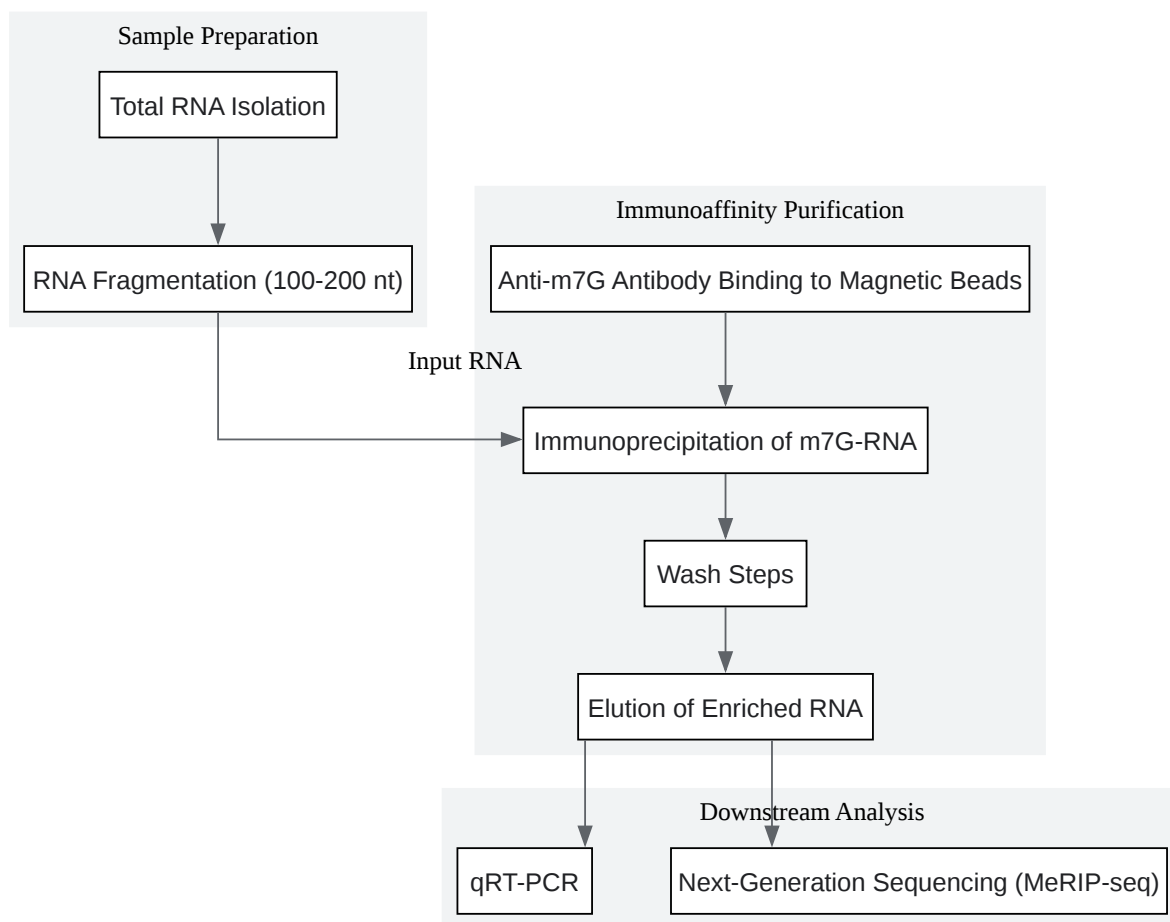 Sample Preparation
Total RNA Isolation
RNA Fragmentation (100-200 nt)
Immunoaffinity Purification
Anti-m7G Antibody Binding to Magnetic Beads
Input RNA
Immunoprecipitation of m7G-RNA
Wash Steps
Elution of Enriched RNA
Downstream Analysis
qRT-PCR
Next-Generation Sequencing (MeRIP-seq)